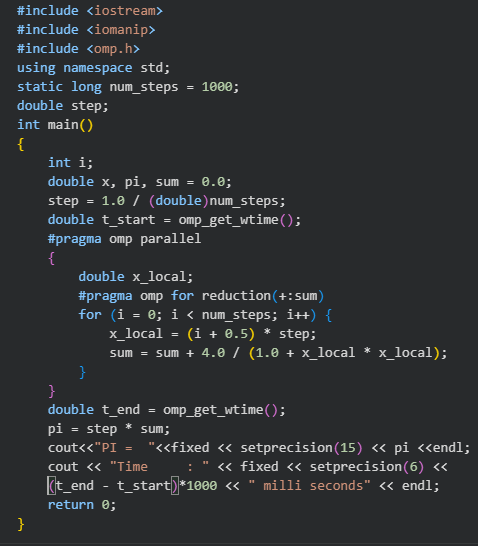 #include <iostream>
#include <iomanip>
#include <omp.h>
using namespace std;
static long num_steps = 1000;
double step;
int main()
{
    int i;
    double x, pi, sum = 0.0;
    step = 1.0 / (double)num_steps;
    double t_start = omp_get_wtime();
    #pragma omp parallel
    {
        double x_local;
        #pragma omp for reduction(+:sum)
        for (i = 0; i < num_steps; i++) {
            x_local = (i + 0.5) * step;
            sum = sum + 4.0 / (1.0 + x_local * x_local);
        }
    }
    double t_end = omp_get_wtime();
    pi = step * sum;
    cout<<"PI =  "<<fixed << setprecision(15) << pi <<endl;
    cout << "Time     : " << fixed << setprecision(6) <<
    (t_end - t_start)*1000 << " milli seconds" << endl;
    return 0;
}